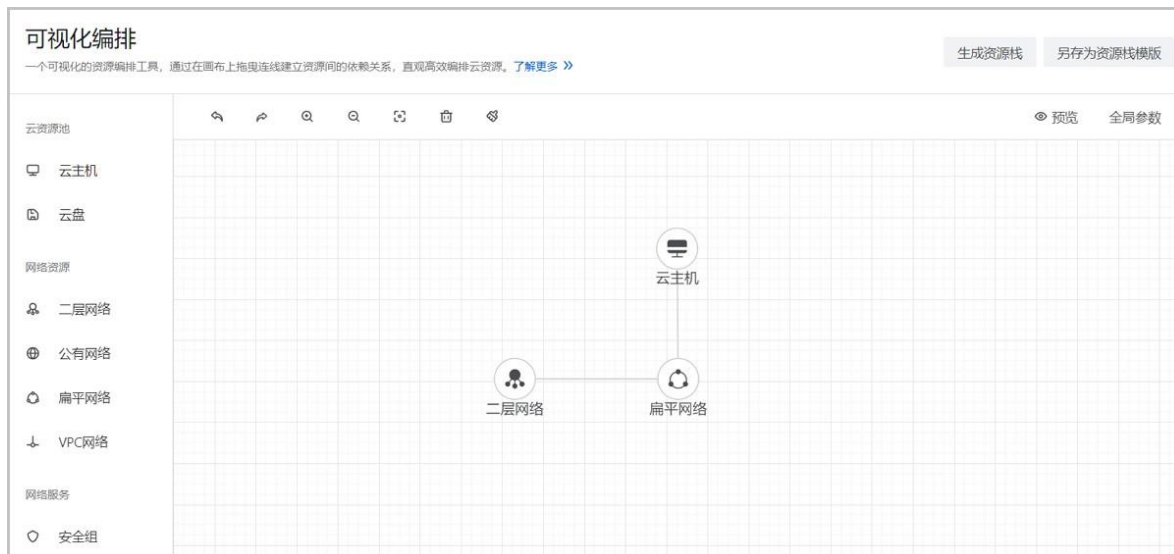 可视化编排
一个可视化的资源编排工具，通过在画布上拖曳连线建立资源间的依赖关系，直观高效编排云资源。了解更多 »
生成资源栈 另存为资源栈模版
云资源池
预览 全局参数
云主机
云盘
网络资源
二层网络
公有网络
扁平网络
VPC网络
网络服务
安全组
云主机
二层网络 扁平网络